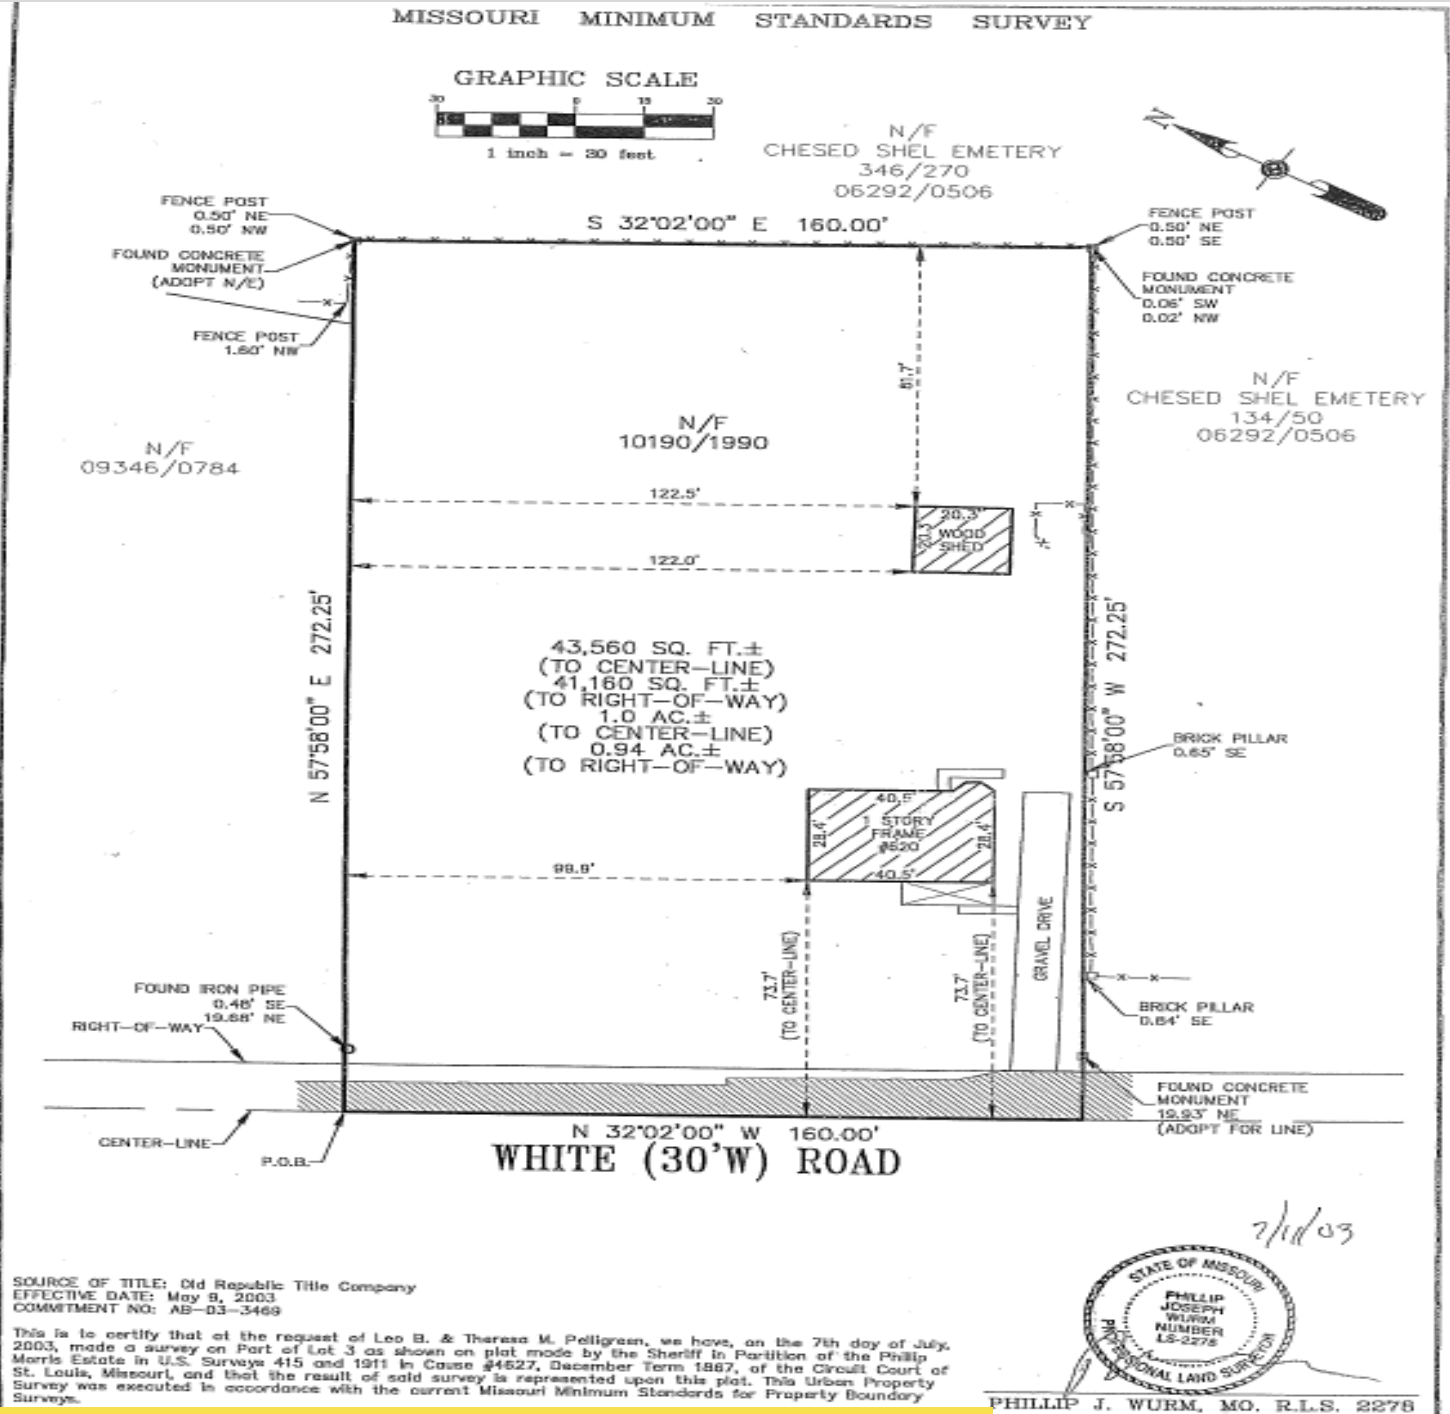 MISSOURI MINIMUM STANDARDS SURVEY
GRAPHIC SCALE
30 0 15 30
1 inch = 30 feet
N
N/F
CHESED SHEL EMETERY
346/270
06292/0506
FENCE POST
0.50' NE
0.50' NW
S 32°02'00" E 160.00'
FENCE POST
0.50' NE
0.50' SE
FOUND CONCRETE
MONUMENT
(ADOPT N/E)
FOUND CONCRETE
MONUMENT
0.06' SW
0.02' NW
FENCE POST
1.60' NW
81.7'
N/F
CHESED SHEL EMETERY
134/50
06292/0506
N/F
10190/1990
N/F
09346/0784
122.5'
20.3'
20.3'
WOOD
SHED
122.0'
N 57°58'00" E 272.25'
S 57°58'00" W 272.25'
43,560 SQ. FT.±
(TO CENTER-LINE)
41,160 SQ. FT.±
(TO RIGHT-OF-WAY)
1.0 AC.±
(TO CENTER-LINE)
0.94 AC.±
(TO RIGHT-OF-WAY)
BRICK PILLAR
0.65' SE
40.5'
28.4'
1 STORY
FRAME
#620
28.4'
40.5'
99.9'
73.7'
(TO CENTER-LINE)
73.7'
(TO CENTER-LINE)
GRAVEL DRIVE
FOUND IRON PIPE
0.48' SE
19.68' NE
RIGHT-OF-WAY
BRICK PILLAR
0.64' SE
FOUND CONCRETE
MONUMENT
19.93' NE
(ADOPT FOR LINE)
CENTER-LINE
P.O.B.
N 32°02'00" W 160.00'
WHITE (30'W) ROAD
7/11/03
SOURCE OF TITLE: Old Republic Title Company
EFFECTIVE DATE: May 9, 2003
COMMITMENT NO: AB-03-3469
This is to certify that at the request of Leo B. & Theresa M. Pelligreen, we have, on the 7th day of July,
2003, made a survey on Part of Lot 3 as shown on plat made by the Sheriff in Partition of the Philip
Morris Estate in U.S. Surveys 415 and 1911 in Cause #4627, December Term 1867, of the Circuit Court of
St. Louis, Missouri, and that the result of said survey is represented upon this plat. This Urban Property
Survey was executed in accordance with the current Missouri Minimum Standards for Property Boundary
Surveys.
STATE OF MISSOURI
PHILLIP
JOSEPH
WURM
NUMBER
LS-2278
PROFESSIONAL LAND SURVEYOR
PHILLIP J. WURM, MO. R.L.S. 2278